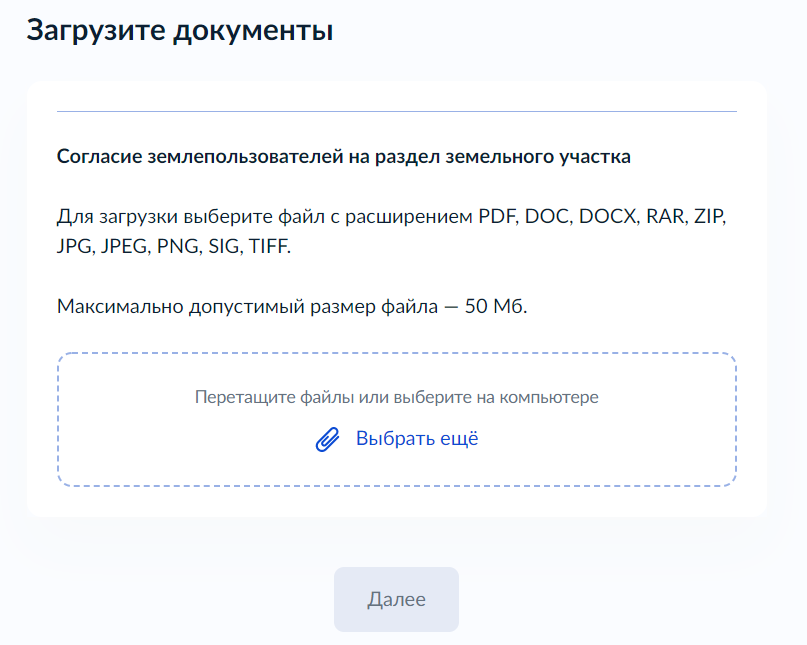 Загрузите документы
Согласие землепользователей на раздел земельного участка
Для загрузки выберите файл с расширением PDF, DOC, DOCX, RAR, ZIP,
JPG, JPEG, PNG, SIG, TIFF.
Максимально допустимый размер файла — 50 Мб.
Перетащите файлы или выберите на компьютере
Выбрать ещё
Далее